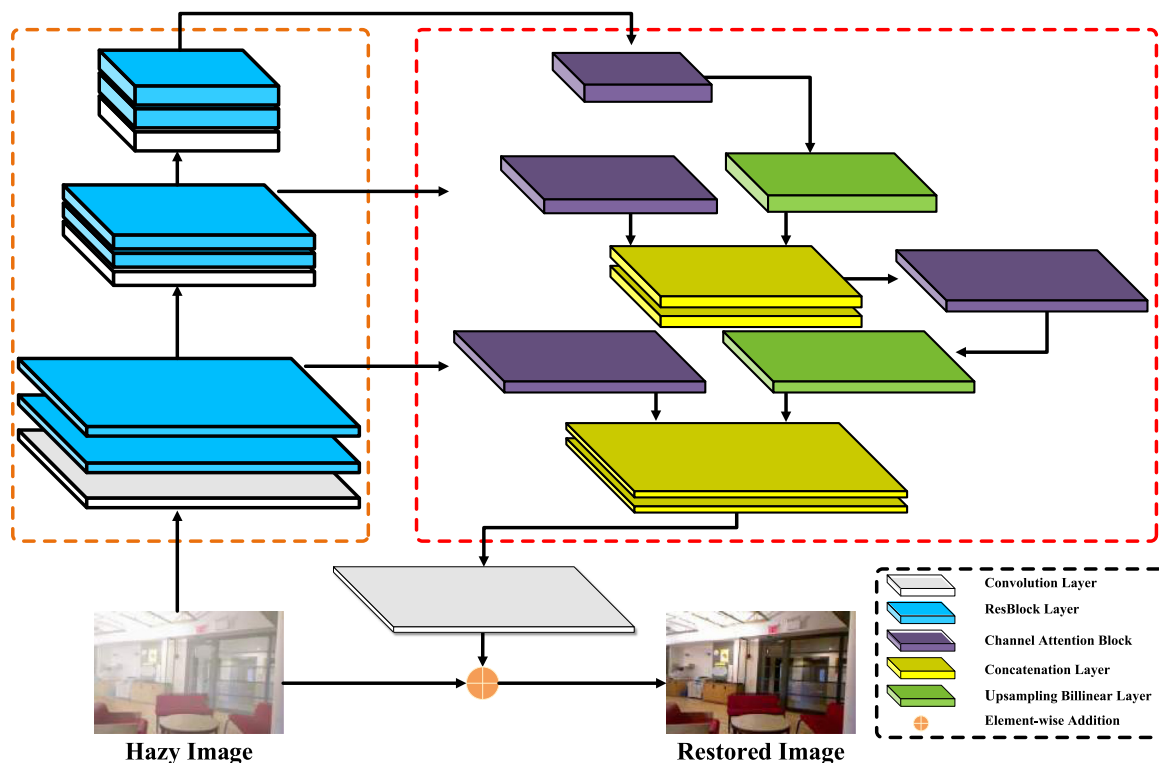 Convolution Layer
ResBlock Layer
Channel Attention Block
Concatenation Layer
Upsampling Billinear Layer
Element-wise Addition
Hazy Image
Restored Image